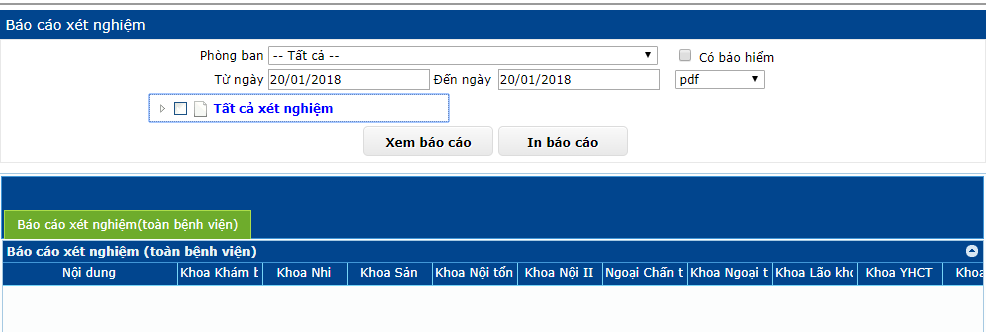 Báo cáo xét nghiệm
Phòng ban -- Tất cả -- Có bảo hiểm
Từ ngày 20/01/2018 Đến ngày 20/01/2018 pdf
Tất cả xét nghiệm
Xem báo cáo In báo cáo
Báo cáo xét nghiệm(toàn bệnh viện)
Báo cáo xét nghiệm (toàn bệnh viện)
Nội dung Khoa Khám b Khoa Nhi Khoa Sản Khoa Nội tổn Khoa Nội II Ngoại Chấn t Khoa Ngoại t Khoa Lão kho Khoa YHCT Khoa